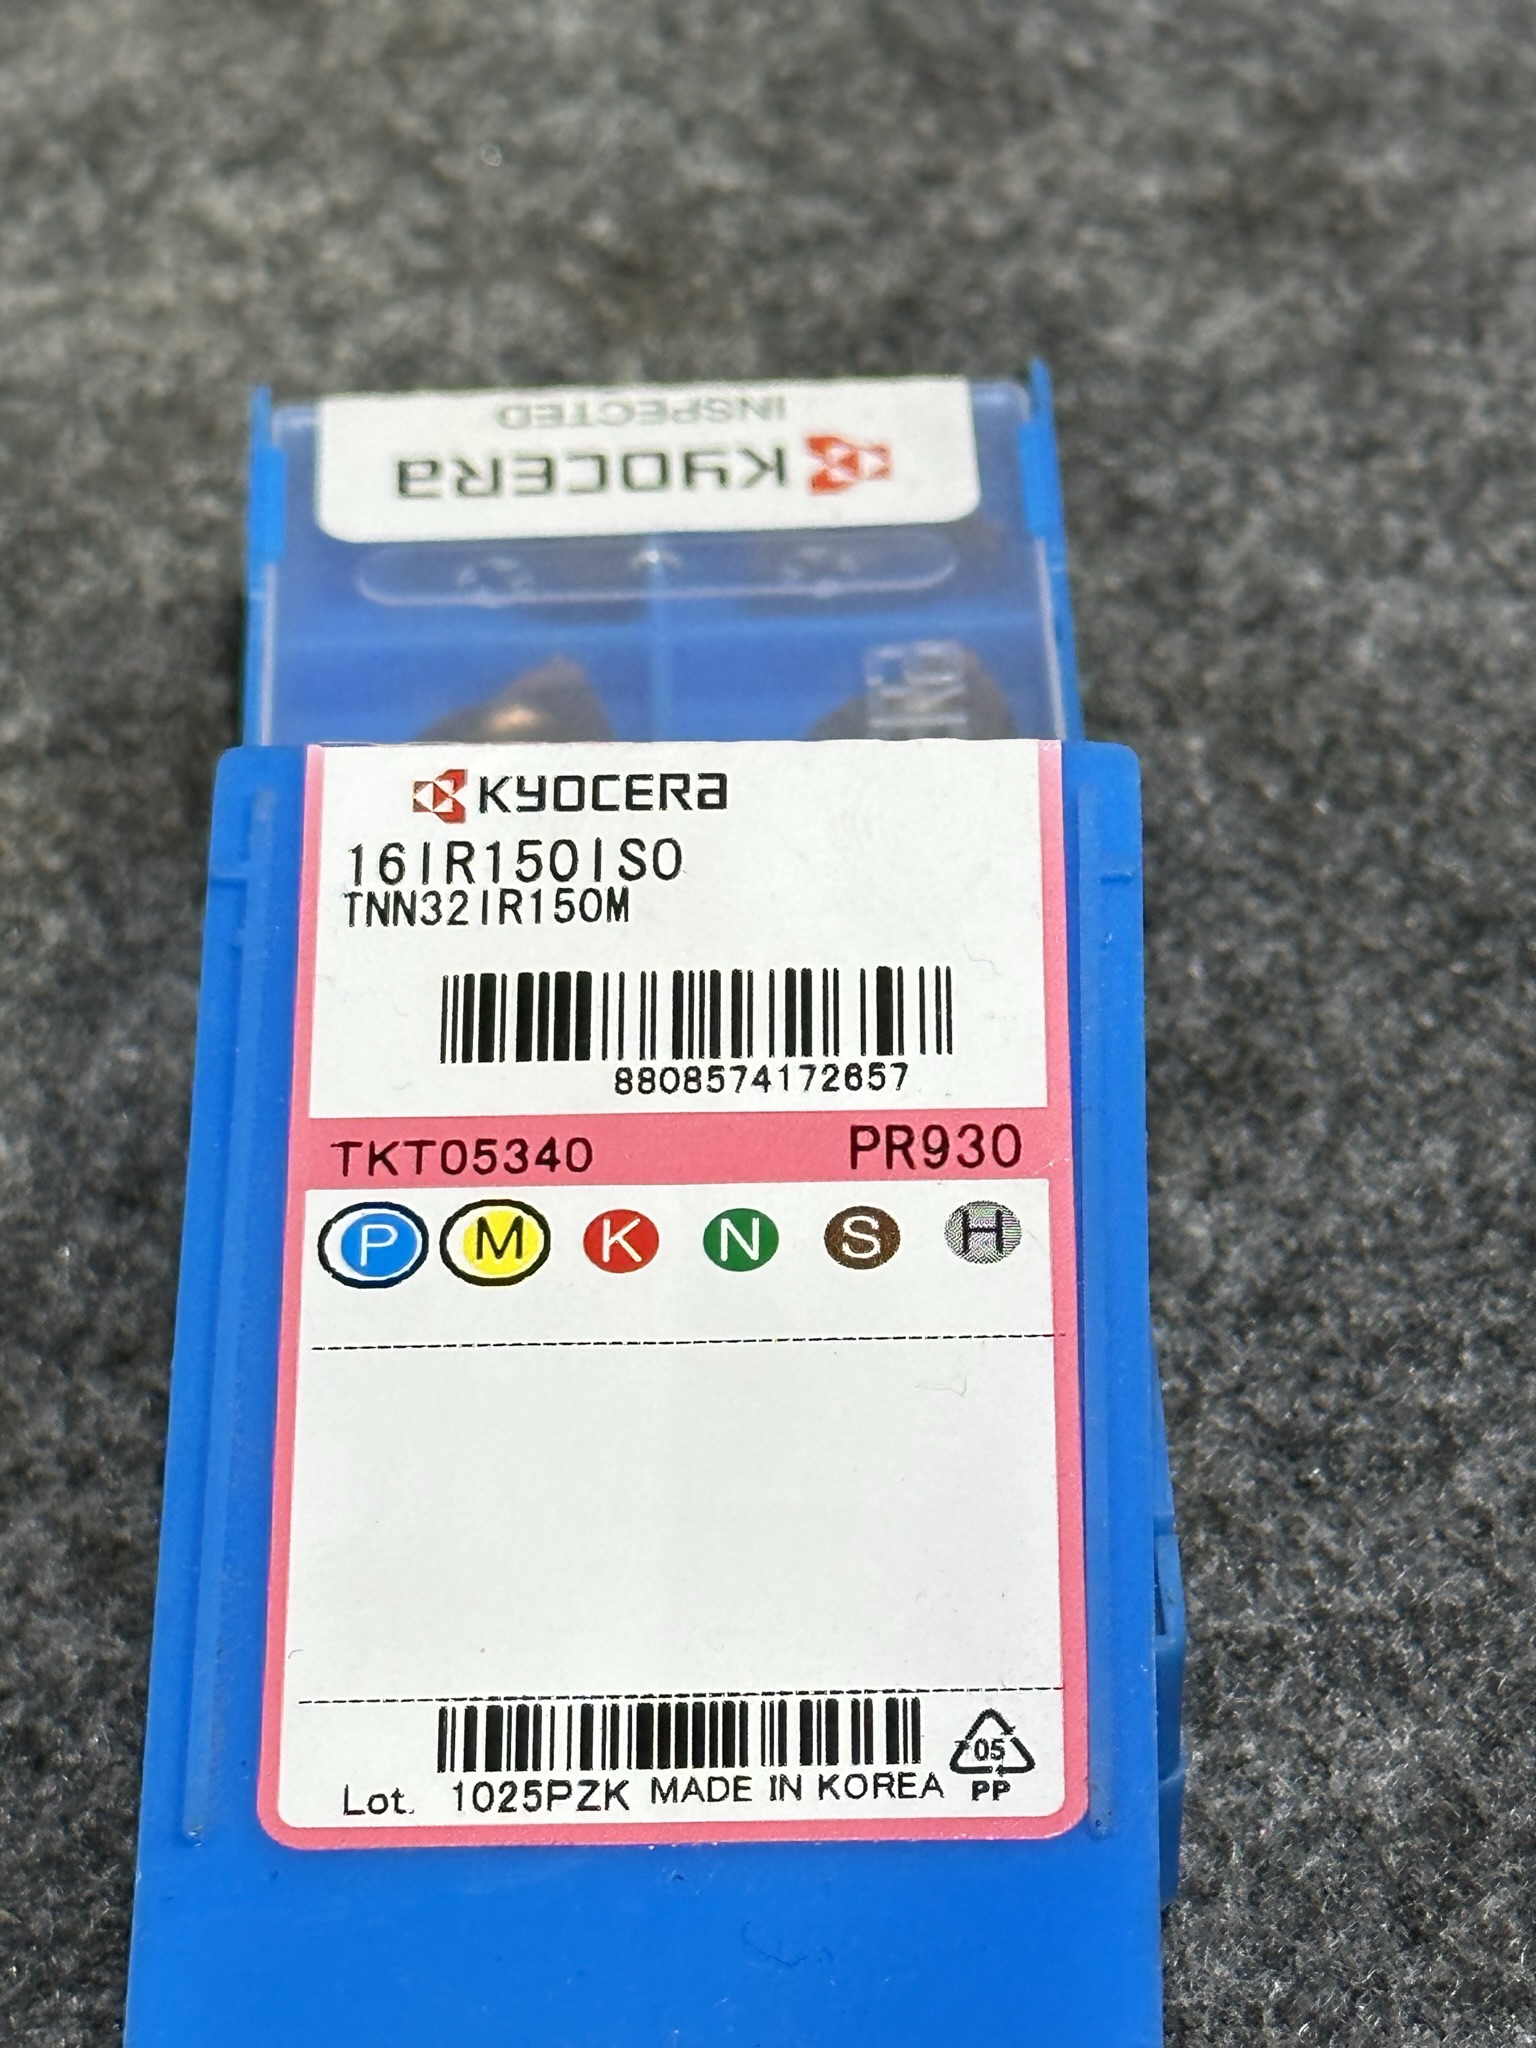 INSPECTED
KYOCERA
KYOCERA
16IR150ISO
TNN32IR150M
8808574172657
TKT05340 PR930
P M K N S H
Lot. 1025PZK MADE IN KOREA
05
PP